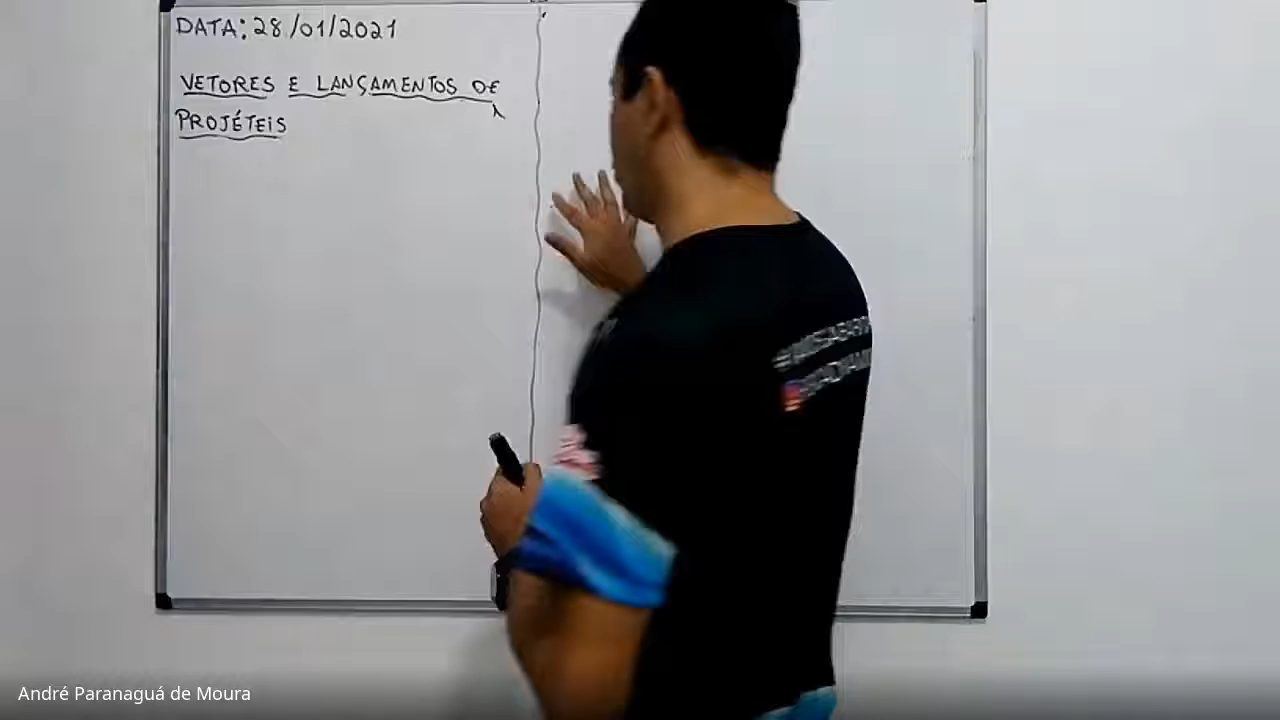 DATA: 28/01/2021
VETORES E LANÇAMENTOS DE
PROJÉTEIS
André Paranaguá de Moura